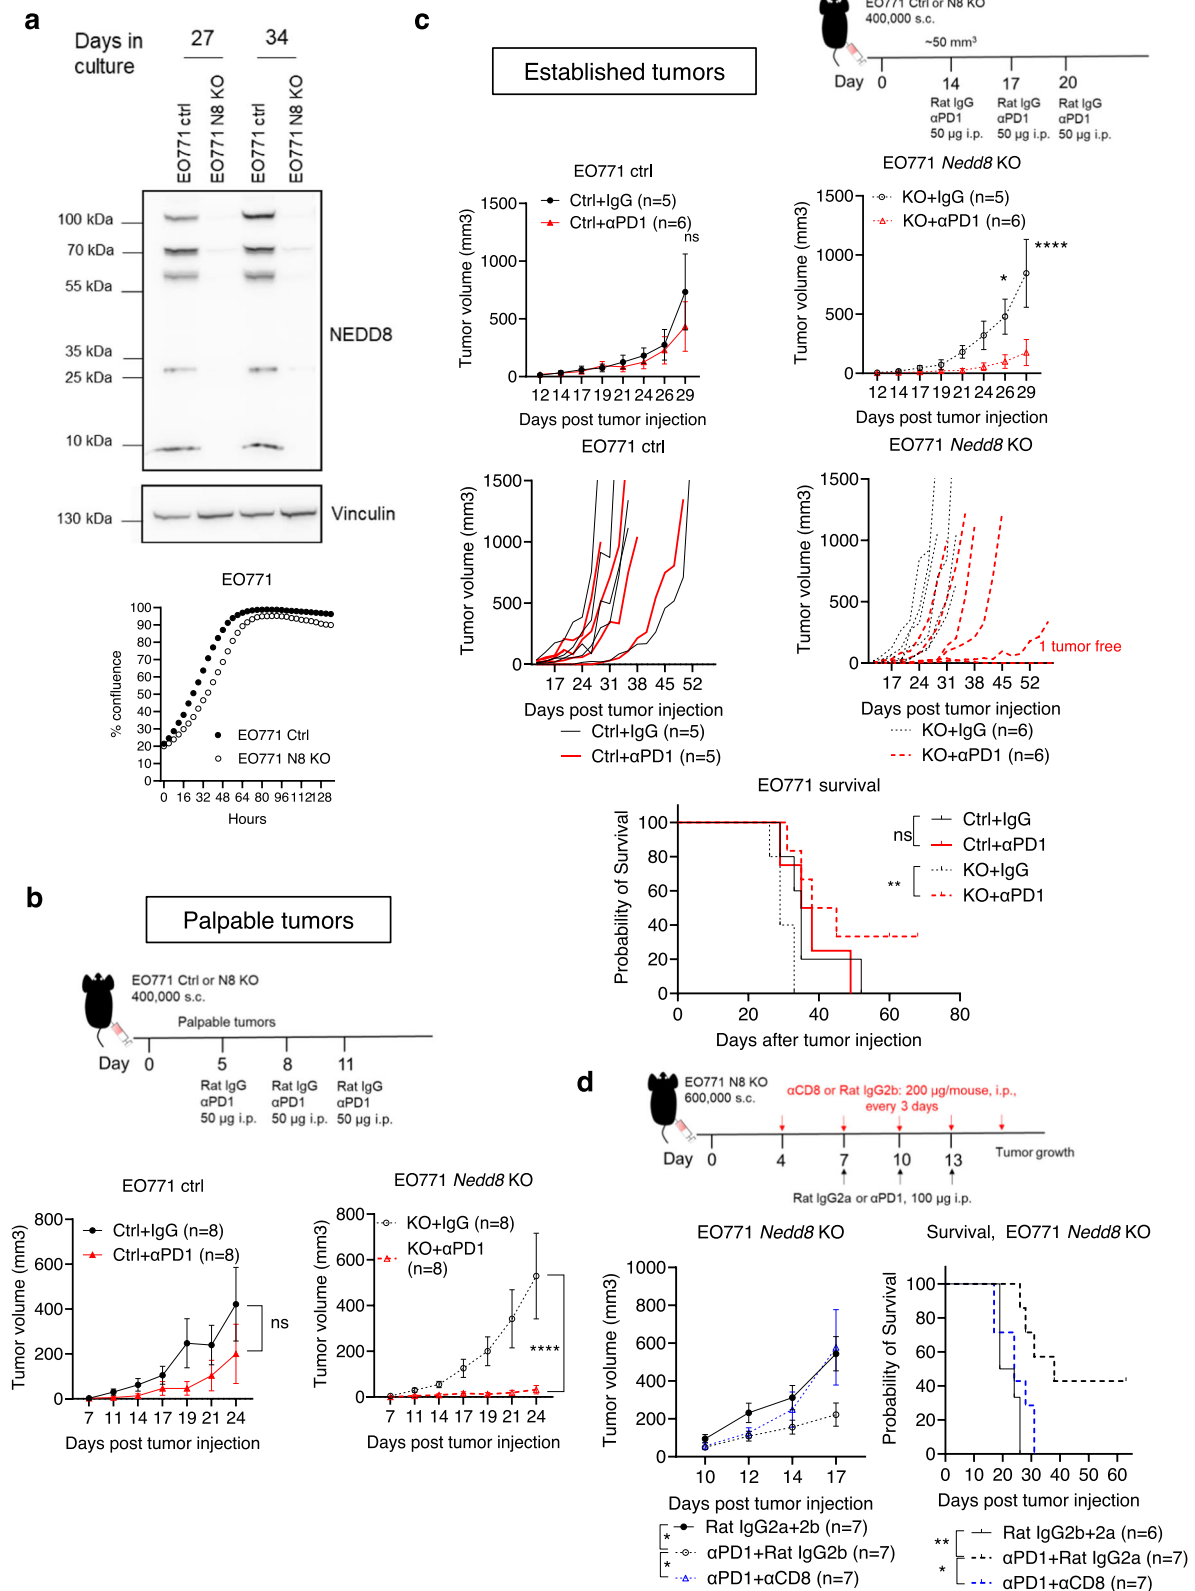 a
Days in
culture
27
34
EO771 ctrl
EO771 N8 KO
EO771 ctrl
EO771 N8 KO
100 kDa
70 kDa
55 kDa
35 kDa
25 kDa
10 kDa
NEDD8
130 kDa
Vinculin
EO771
% confluence
100
90
80
70
60
50
40
30
20
10
0
EO771 Ctrl
EO771 N8 KO
0 16 32 48 64 80 96 112 128
Hours
b
Palpable tumors
EO771 Ctrl or N8 KO
400,000 s.c.
Palpable tumors
Day 0 5 8 11
Rat IgG Rat IgG Rat IgG
αPD1 αPD1 αPD1
50 µg i.p. 50 µg i.p. 50 µg i.p.
EO771 ctrl
Tumor volume (mm3)
800
600
400
200
0
Ctrl+IgG (n=8)
Ctrl+αPD1 (n=8)
ns
7 11 14 17 19 21 24
Days post tumor injection
EO771 Nedd8 KO
Tumor volume (mm3)
800
600
400
200
0
KO+IgG (n=8)
KO+αPD1
(n=8)
****
7 11 14 17 19 21 24
Days post tumor injection
c
Established tumors
EO771 Ctrl or N8 KO
400,000 s.c.
~50 mm³
Day 0 14 17 20
Rat IgG Rat IgG Rat IgG
αPD1 αPD1 αPD1
50 µg i.p. 50 µg i.p. 50 µg i.p.
EO771 ctrl
Tumor volume (mm3)
1500
1000
500
0
Ctrl+IgG (n=5)
Ctrl+αPD1 (n=6)
ns
12 14 17 19 21 24 26 29
Days post tumor injection
EO771 Nedd8 KO
Tumor volume (mm3)
1500
1000
500
0
KO+IgG (n=5)
KO+αPD1 (n=6)
*
****
12 14 17 19 21 24 26 29
Days post tumor injection
EO771 ctrl
Tumor volume (mm3)
1500
1000
500
0
17 24 31 38 45 52
Days post tumor injection
Ctrl+IgG (n=5)
Ctrl+αPD1 (n=5)
EO771 Nedd8 KO
Tumor volume (mm3)
1500
1000
500
0
1 tumor free
17 24 31 38 45 52
Days post tumor injection
KO+IgG (n=6)
KO+αPD1 (n=6)
EO771 survival
Probability of Survival
100
80
60
40
20
0
0 20 40 60 80
Days after tumor injection
ns
Ctrl+IgG
Ctrl+αPD1
**
KO+IgG
KO+αPD1
d
EO771 N8 KO
600,000 s.c.
αCD8 or Rat IgG2b: 200 µg/mouse, i.p.,
every 3 days
Day 0 4 7 10 13 Tumor growth
Rat IgG2a or αPD1, 100 µg i.p.
EO771 Nedd8 KO
Tumor volume (mm3)
1000
800
600
400
200
0
10 12 14 17
Days post tumor injection
Rat IgG2a+2b (n=7)
*
αPD1+Rat IgG2b (n=7)
*
αPD1+αCD8 (n=7)
Survival, EO771 Nedd8 KO
Probability of Survival
100
80
60
40
20
0
0 10 20 30 40 50 60
Days post tumor injection
Rat IgG2b+2a (n=6)
**
αPD1+Rat IgG2a (n=7)
*
αPD1+αCD8 (n=7)